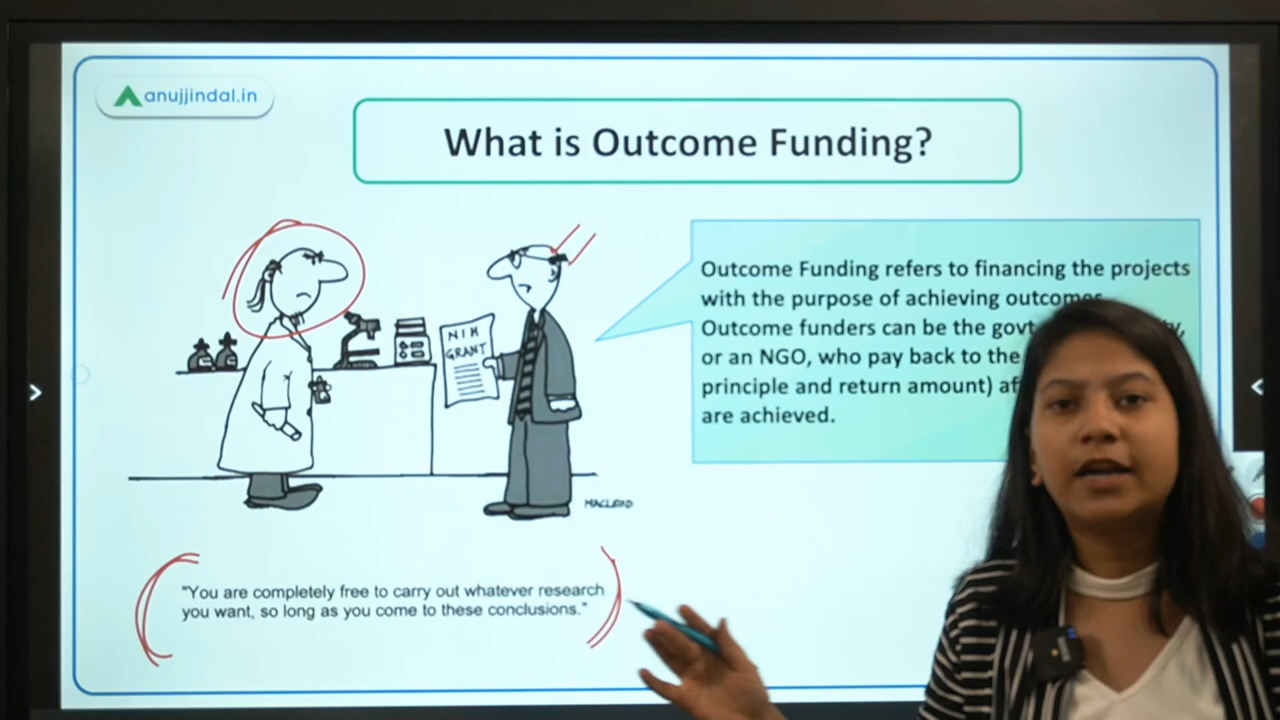 anujjindal.in
What is Outcome Funding?
NIH
GRANT
Outcome Funding refers to financing the projects
with the purpose of achieving outcomes.
Outcome funders can be the govt
or an NGO, who pay back to the
principle and return amount)
are achieved.
MACLEOD
"You are completely free to carry out whatever research
you want, so long as you come to these conclusions."